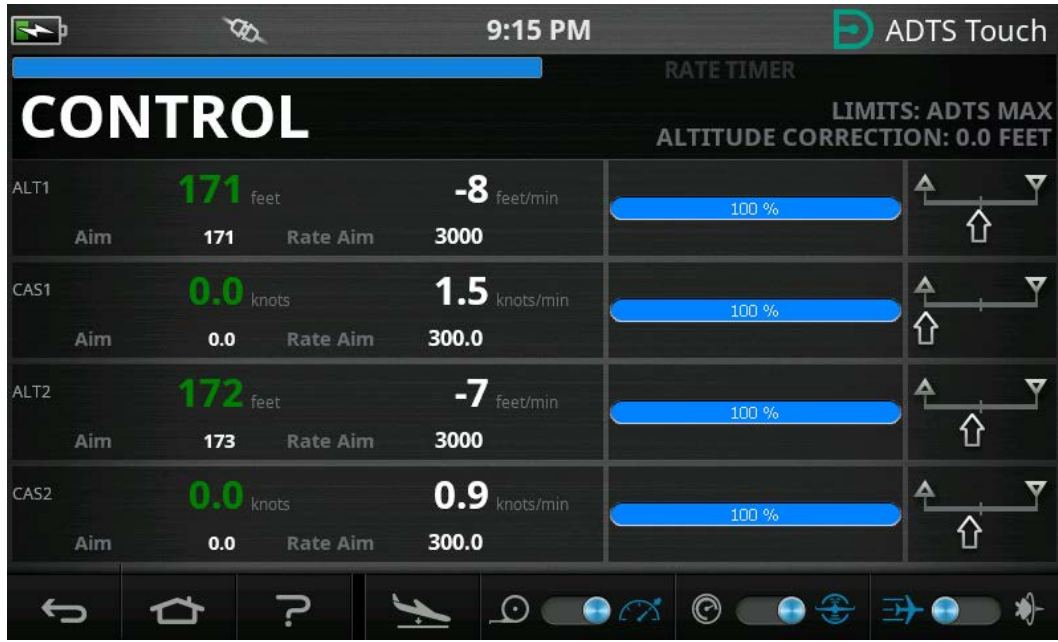 9:15 PM
ADTS Touch
RATE TIMER
CONTROL
LIMITS: ADTS MAX
ALTITUDE CORRECTION: 0.0 FEET
ALT1 171 feet -8 feet/min 100 %
Aim 171 Rate Aim 3000
CAS1 0.0 knots 1.5 knots/min 100 %
Aim 0.0 Rate Aim 300.0
ALT2 172 feet -7 feet/min 100 %
Aim 173 Rate Aim 3000
CAS2 0.0 knots 0.9 knots/min 100 %
Aim 0.0 Rate Aim 300.0
?